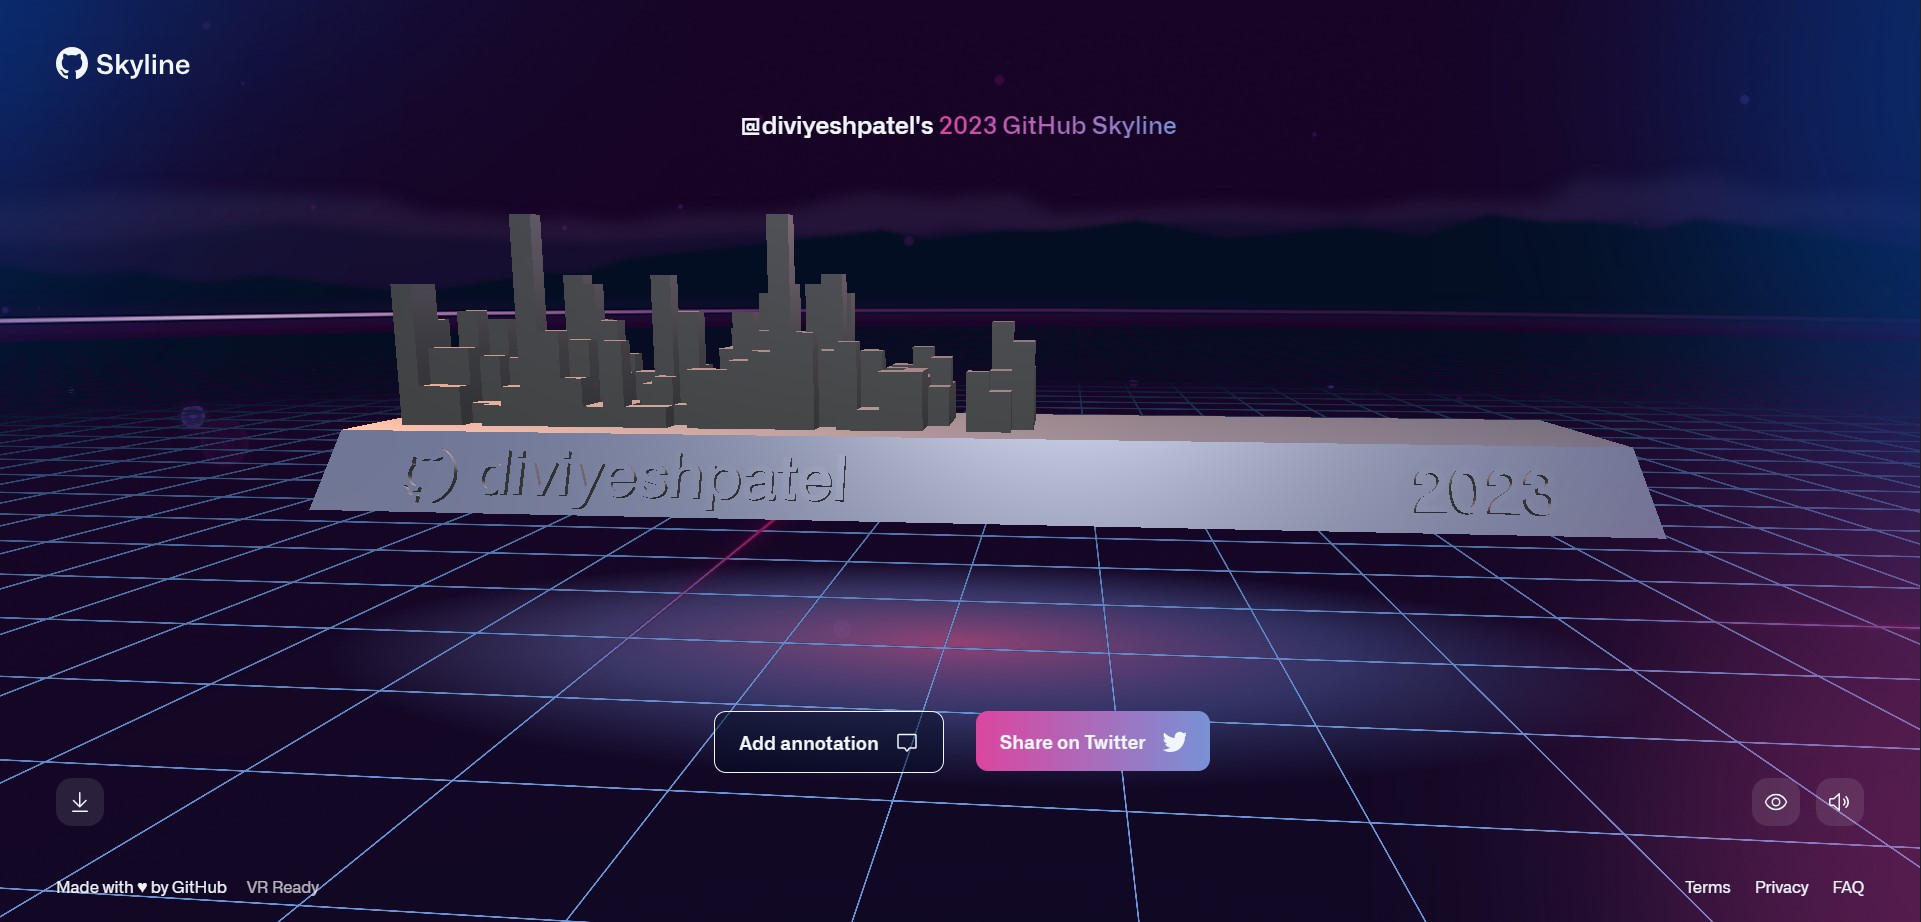 Skyline
@diviyeshpatel's 2023 GitHub Skyline
diviyeshpatel
2023
Add annotation
Share on Twitter
Made with ♥ by GitHub
VR Ready
Terms
Privacy
FAQ